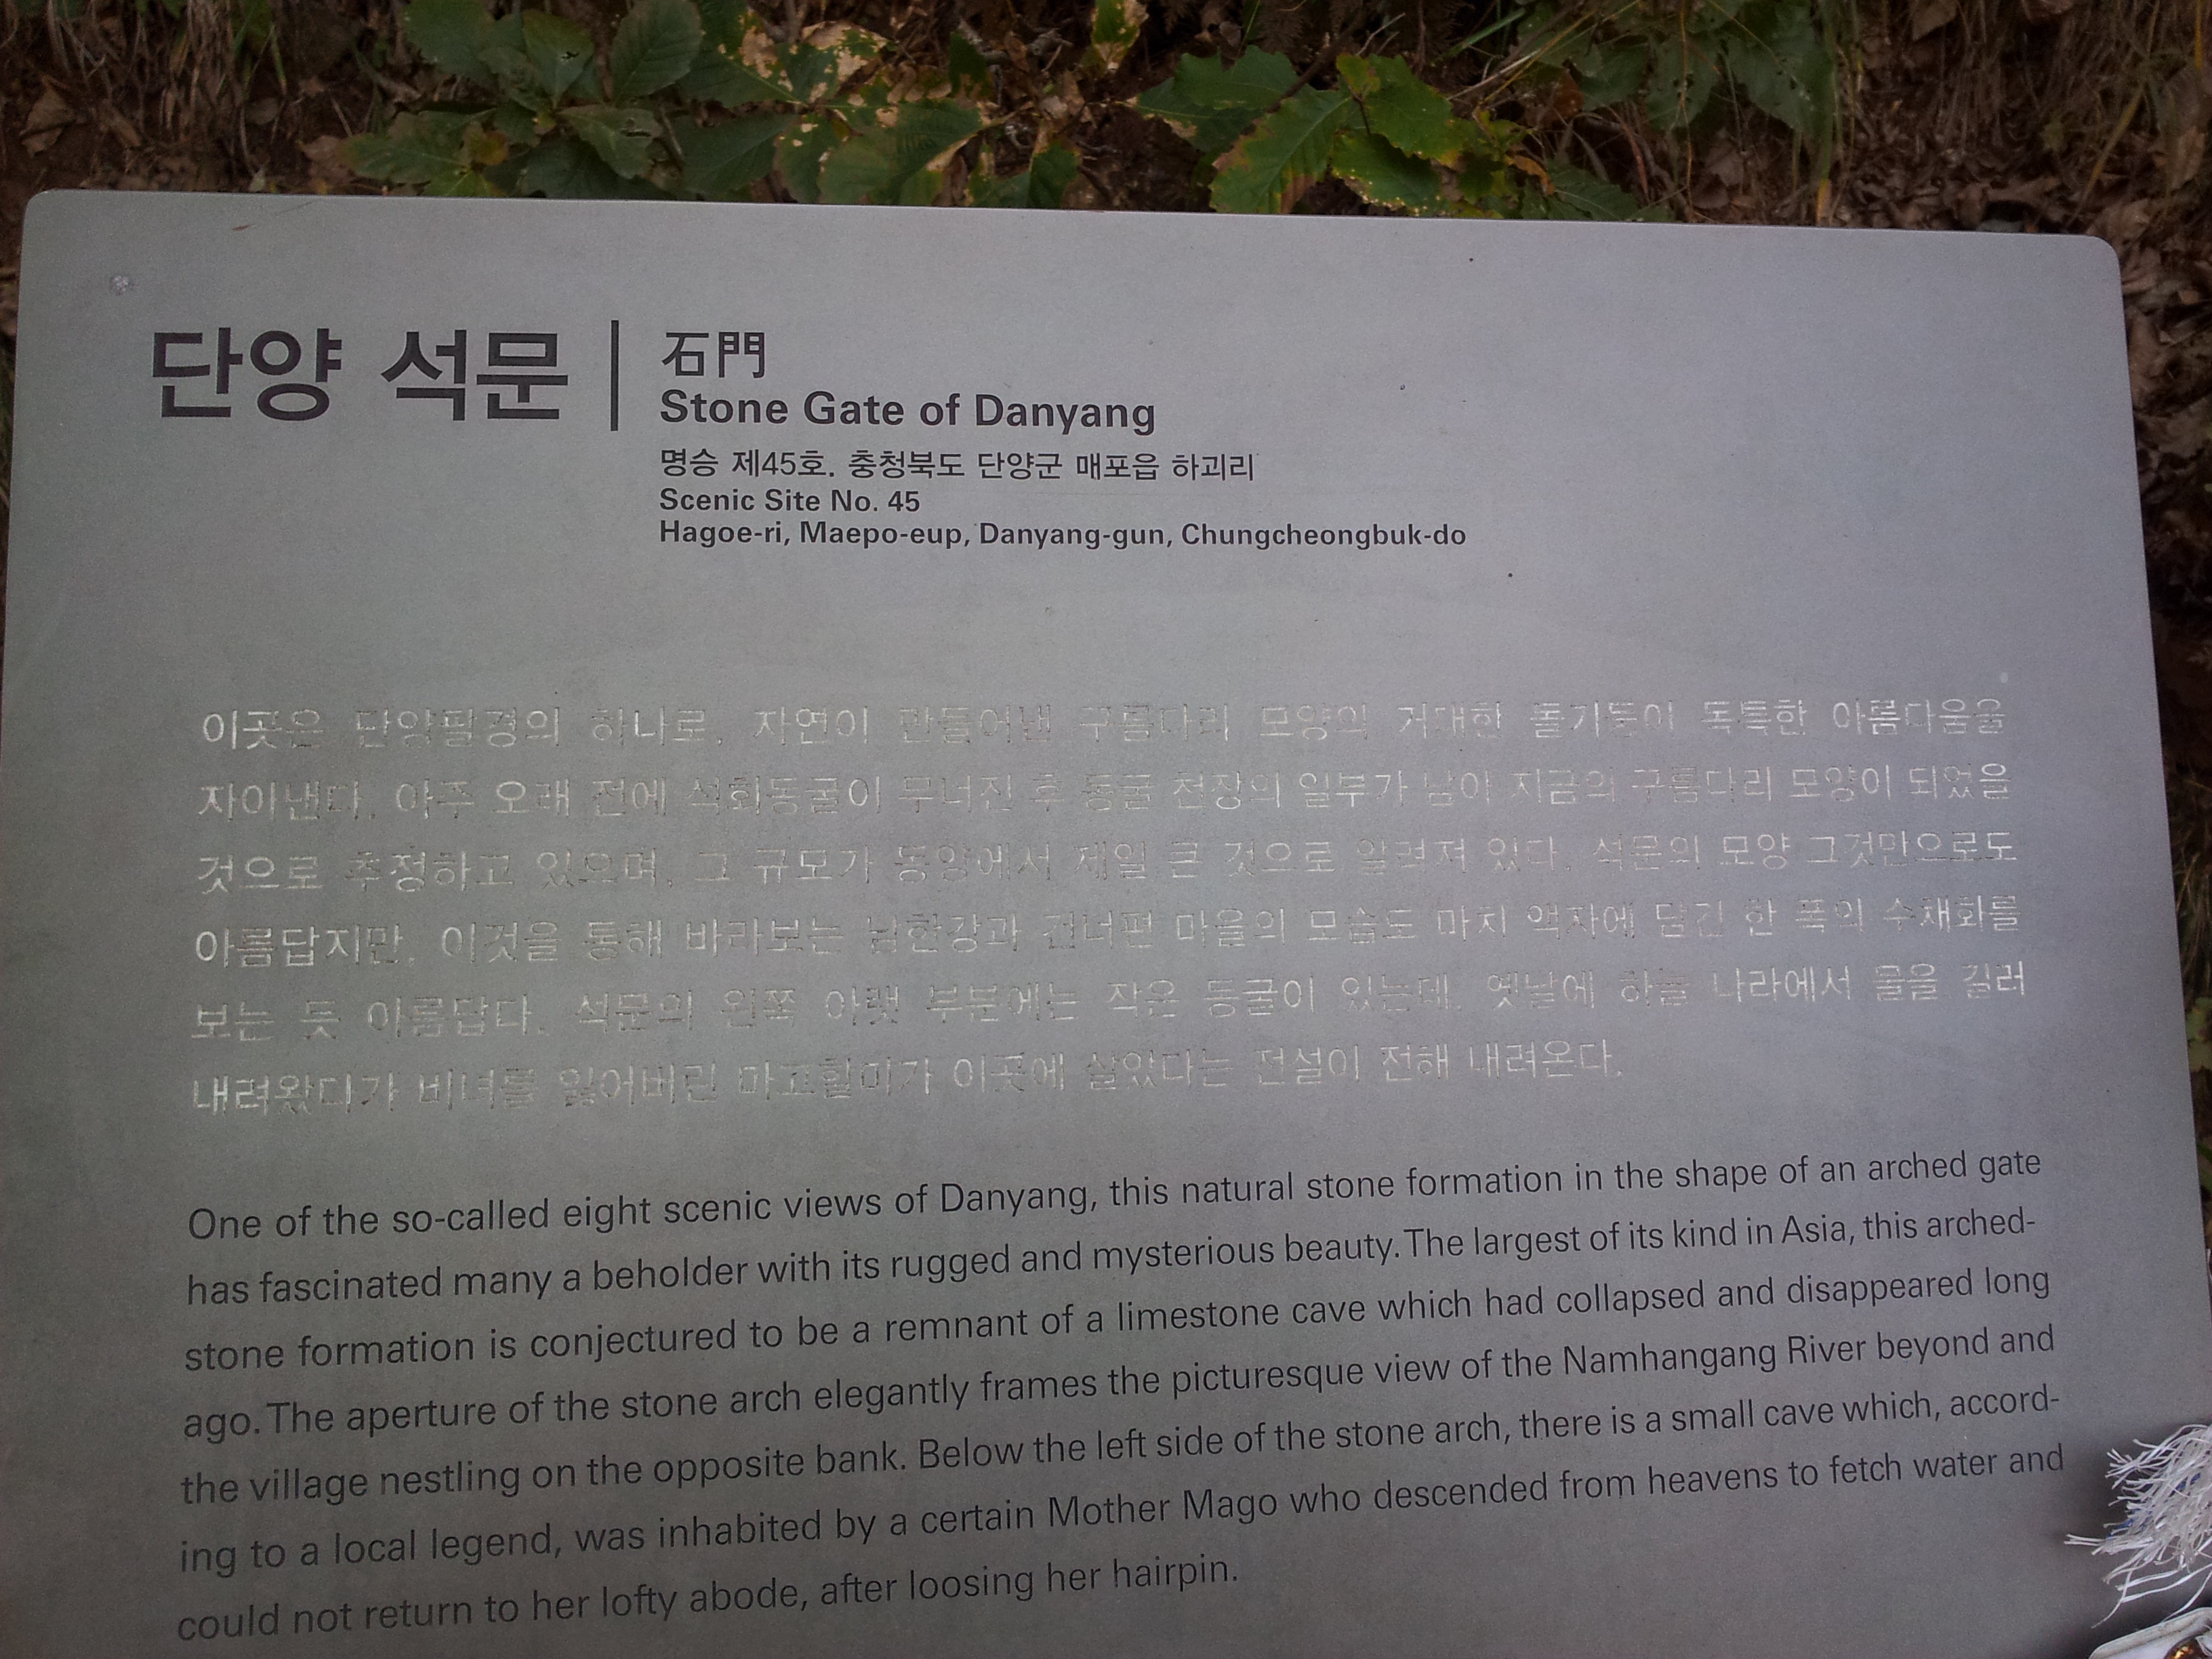 단양 석문
石門
Stone Gate of Danyang
명승 제45호. 충청북도 단양군 매포읍 하괴리
Scenic Site No. 45
Hagoe-ri, Maepo-eup, Danyang-gun, Chungcheongbuk-do
이곳은 단양팔경의 하나로, 자연이 만들어낸 구름다리 모양의 거대한 돌기둥이 독특한 아름다움을
자아낸다. 아주 오래 전에 석회동굴이 무너진 후 동굴 천장의 일부가 남아 지금의 구름다리 모양이 되었을
것으로 추정하고 있으며, 그 규모가 동양에서 제일 큰 것으로 알려져 있다. 석문의 모양 그것만으로도
아름답지만, 이것을 통해 바라보는 남한강과 건너편 마을의 모습도 마치 액자에 담긴 한 폭의 수채화를
보는 듯 아름답다. 석문의 왼쪽 아랫 부분에는 작은 동굴이 있는데, 옛날에 하늘 나라에서 물을 길러
내려왔다가 비녀를 잃어버린 마고할미가 이곳에 살았다는 전설이 전해 내려온다.
One of the so-called eight scenic views of Danyang, this natural stone formation in the shape of an arched gate
has fascinated many a beholder with its rugged and mysterious beauty. The largest of its kind in Asia, this arched-
stone formation is conjectured to be a remnant of a limestone cave which had collapsed and disappeared long
ago. The aperture of the stone arch elegantly frames the picturesque view of the Namhangang River beyond and
the village nestling on the opposite bank. Below the left side of the stone arch, there is a small cave which, accord-
ing to a local legend, was inhabited by a certain Mother Mago who descended from heavens to fetch water and
could not return to her lofty abode, after loosing her hairpin.